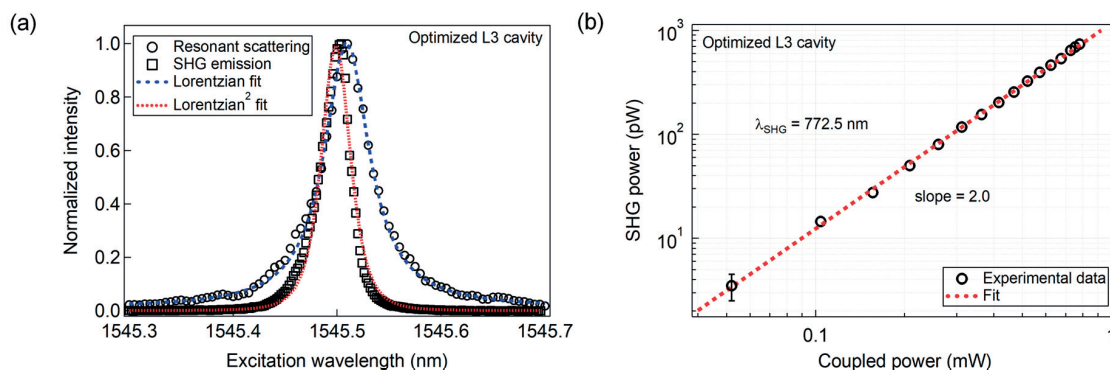 (a)
Normalized intensity
1.0
0.8
0.6
0.4
0.2
0.0
Resonant scattering
SHG emission
Lorentzian fit
Lorentzian² fit
Optimized L3 cavity
1545.3
1545.4
1545.5
1545.6
1545.7
Excitation wavelength (nm)
(b)
SHG power (pW)
10³
10²
10¹
Optimized L3 cavity
λSHG = 772.5 nm
slope = 2.0
Experimental data
Fit
0.1
1
Coupled power (mW)